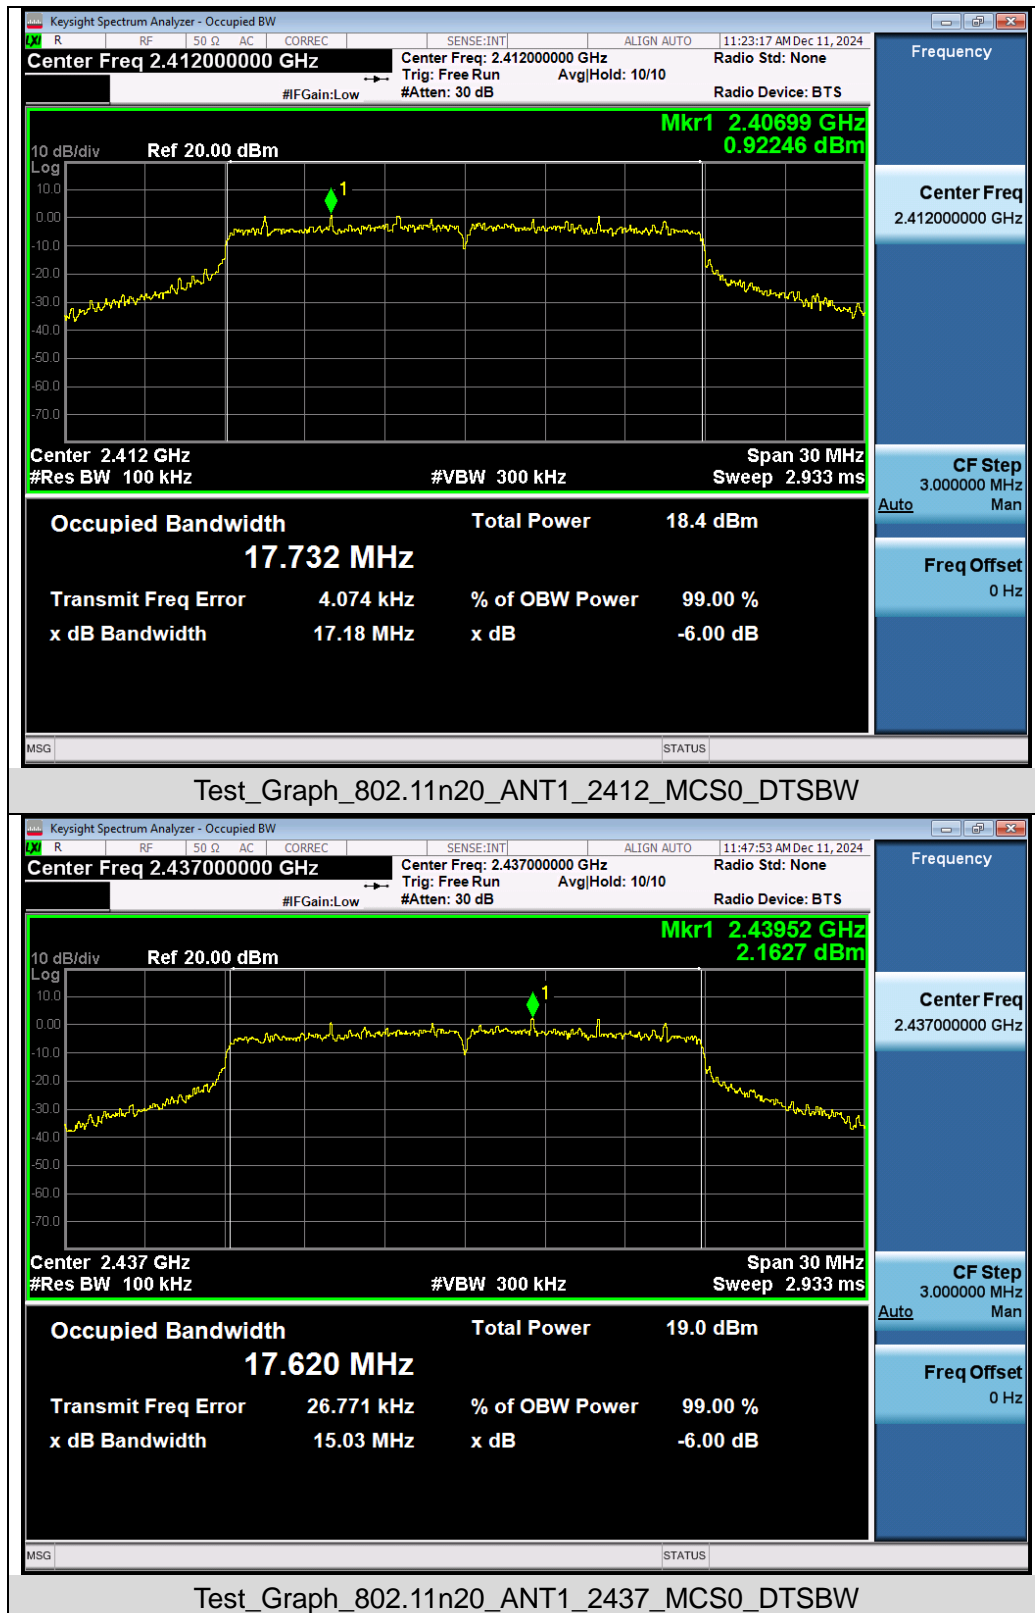 Keysight Spectrum Analyzer - Occupied BW
LXI R RF 50 Ω AC CORREC SENSE:INT ALIGN AUTO 11:23:17 AM Dec 11, 2024
Center Freq 2.412000000 GHz
Center Freq: 2.412000000 GHz
Radio Std: None
Trig: Free Run Avg|Hold: 10/10
#IFGain:Low #Atten: 30 dB Radio Device: BTS
Frequency
Mkr1 2.40699 GHz
0.92246 dBm
10 dB/div Ref 20.00 dBm
Log
10.0
0.00
-10.0
-20.0
-30.0
-40.0
-50.0
-60.0
-70.0
1
Center 2.412 GHz Span 30 MHz
#Res BW 100 kHz #VBW 300 kHz Sweep 2.933 ms
Center Freq
2.412000000 GHz
CF Step
3.000000 MHz
Auto Man
Freq Offset
0 Hz
Occupied Bandwidth Total Power 18.4 dBm
17.732 MHz
Transmit Freq Error 4.074 kHz % of OBW Power 99.00 %
x dB Bandwidth 17.18 MHz x dB -6.00 dB
MSG STATUS
Test_Graph_802.11n20_ANT1_2412_MCS0_DTSBW
Keysight Spectrum Analyzer - Occupied BW
LXI R RF 50 Ω AC CORREC SENSE:INT ALIGN AUTO 11:47:53 AM Dec 11, 2024
Center Freq 2.437000000 GHz
Center Freq: 2.437000000 GHz
Radio Std: None
Trig: Free Run Avg|Hold: 10/10
#IFGain:Low #Atten: 30 dB Radio Device: BTS
Frequency
Mkr1 2.43952 GHz
2.1627 dBm
10 dB/div Ref 20.00 dBm
Log
10.0
0.00
-10.0
-20.0
-30.0
-40.0
-50.0
-60.0
-70.0
1
Center 2.437 GHz Span 30 MHz
#Res BW 100 kHz #VBW 300 kHz Sweep 2.933 ms
Center Freq
2.437000000 GHz
CF Step
3.000000 MHz
Auto Man
Freq Offset
0 Hz
Occupied Bandwidth Total Power 19.0 dBm
17.620 MHz
Transmit Freq Error 26.771 kHz % of OBW Power 99.00 %
x dB Bandwidth 15.03 MHz x dB -6.00 dB
MSG STATUS
Test_Graph_802.11n20_ANT1_2437_MCS0_DTSBW